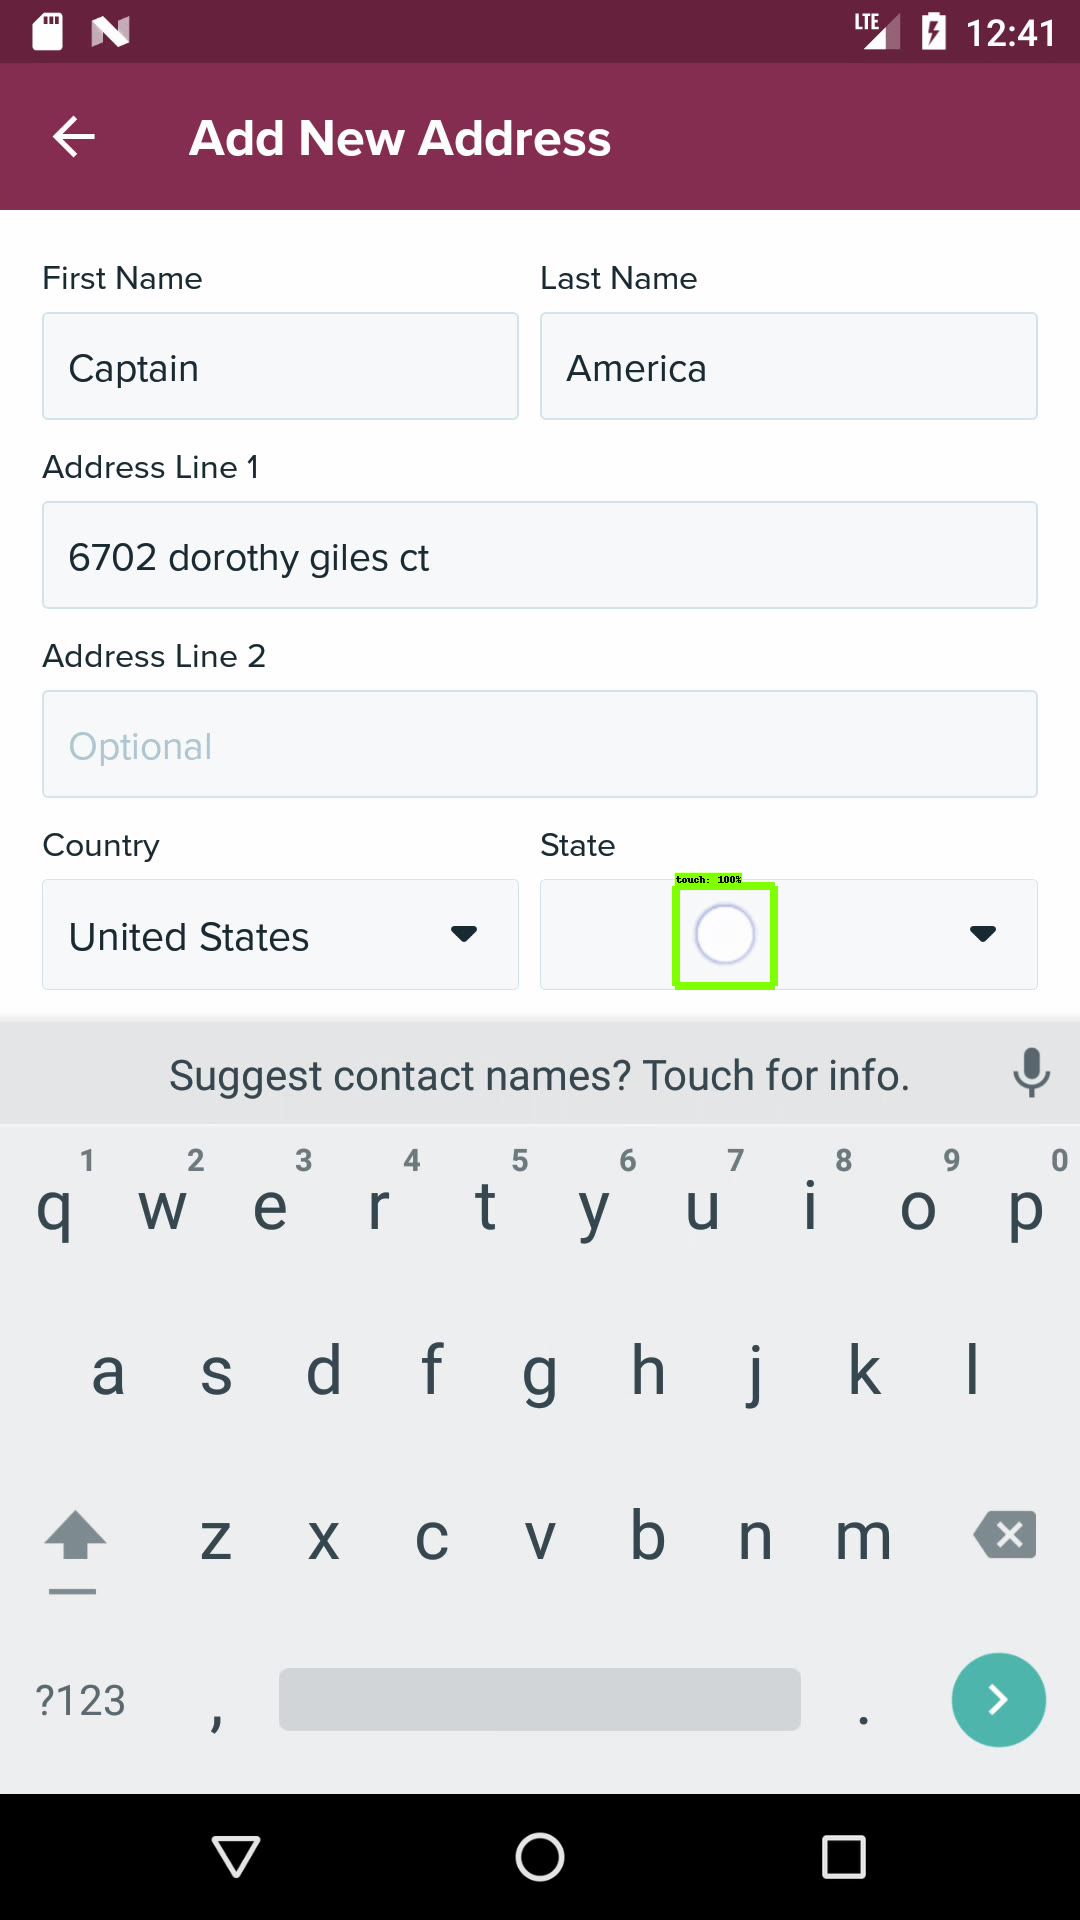 LTE 12:41
Add New Address
First Name Last Name
Captain America
Address Line 1
6702 dorothy giles ct
Address Line 2
Optional
Country State
touch: 100%
United States
Suggest contact names? Touch for info.
1 2 3 4 5 6 7 8 9 0
q w e r t y u i o p
a s d f g h j k l
z x c v b n m
?123 , .